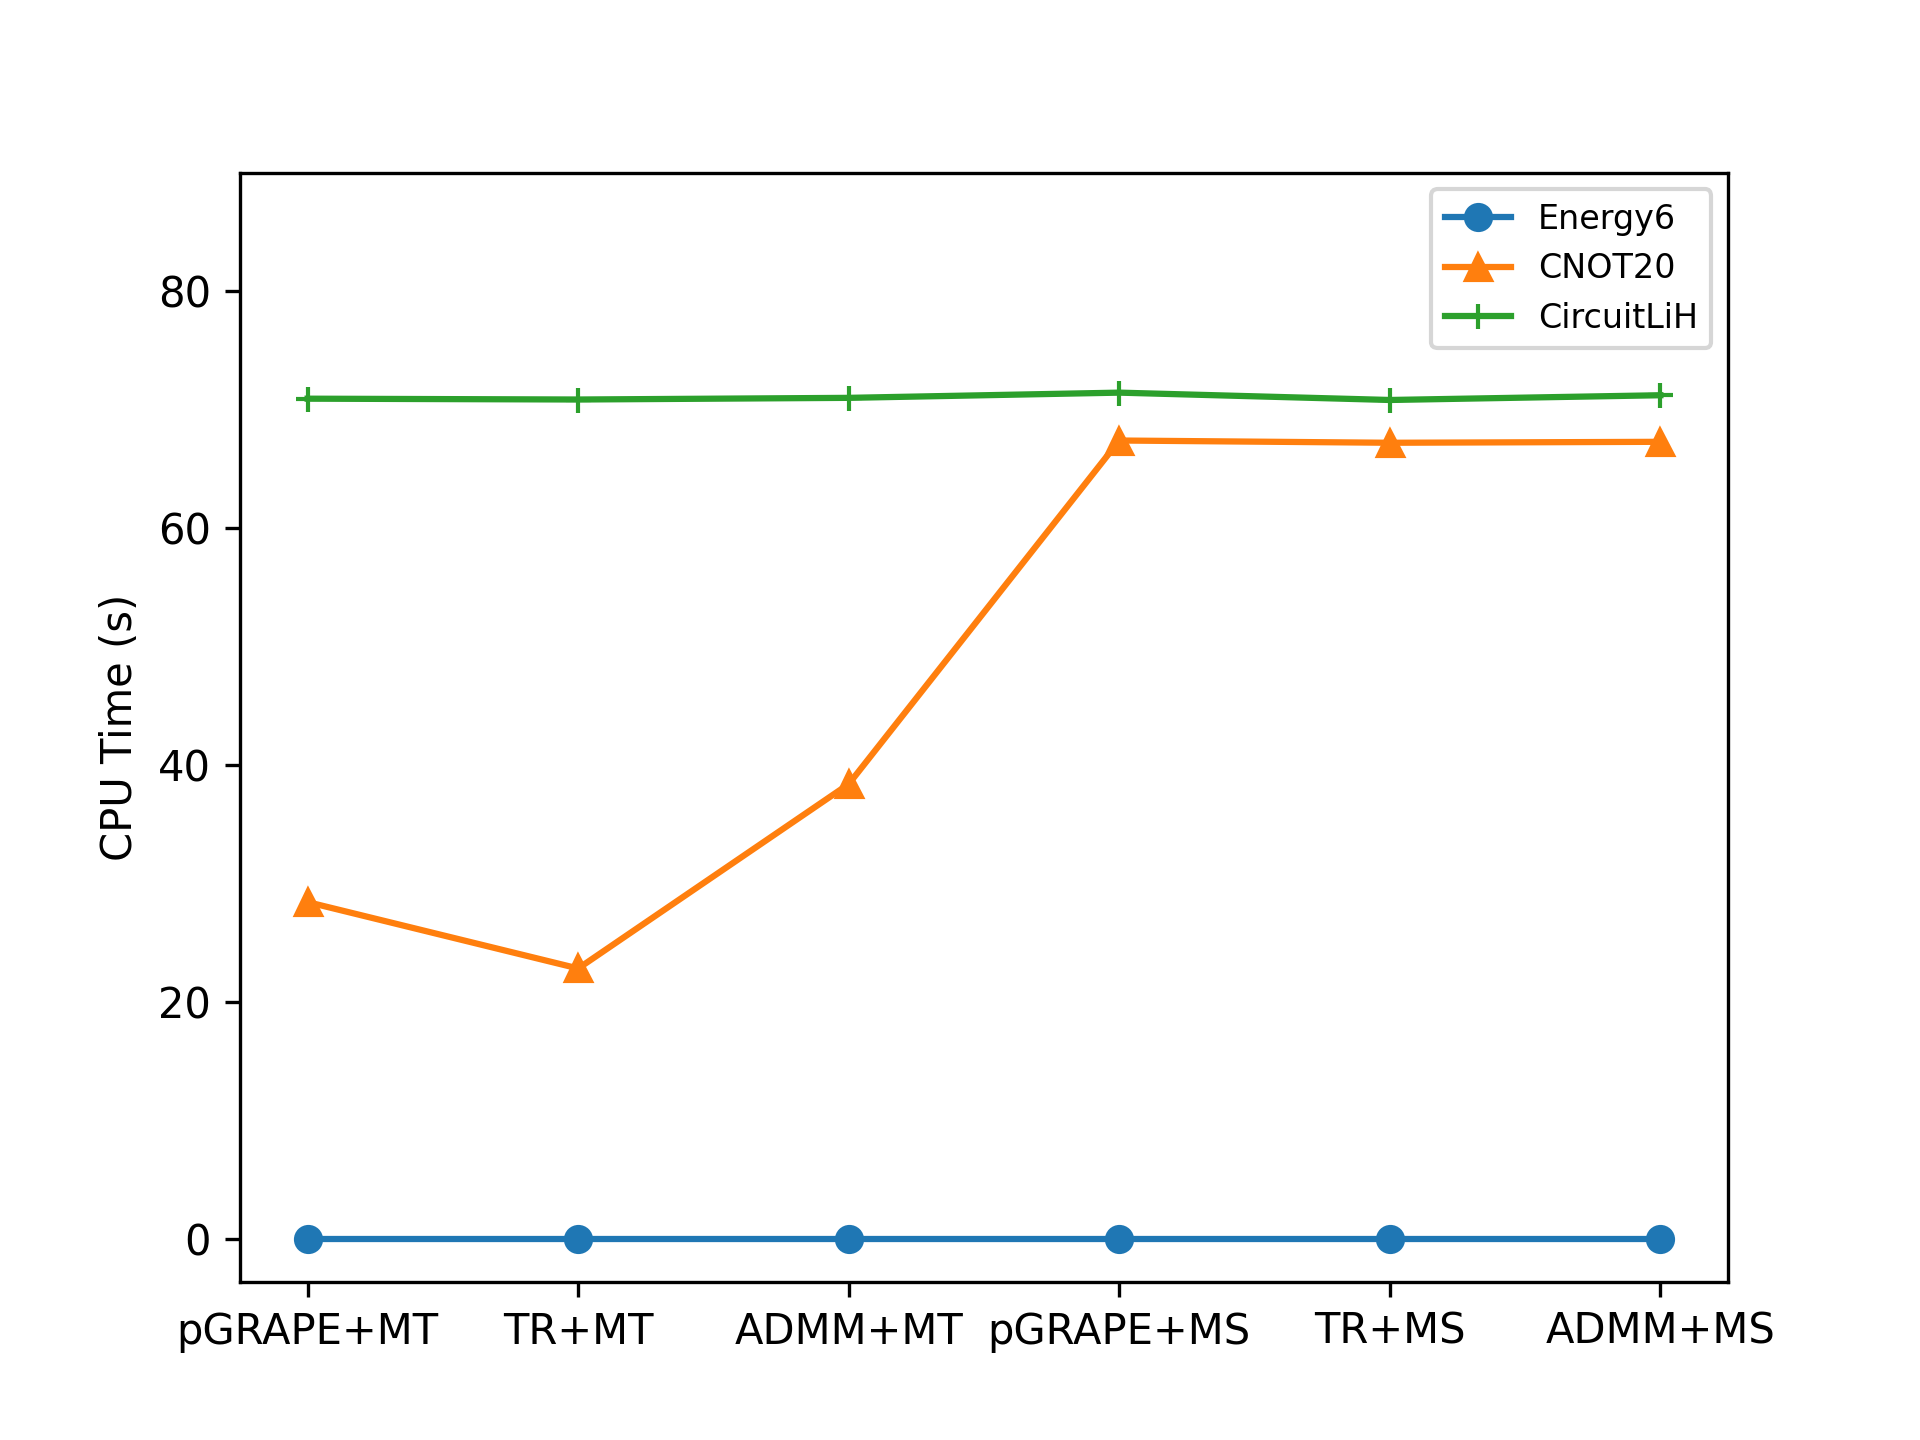 Energy6
CNOT20
CircuitLiH
CPU Time (s)
80
60
40
20
0
pGRAPE+MT TR+MT ADMM+MT pGRAPE+MS TR+MS ADMM+MS